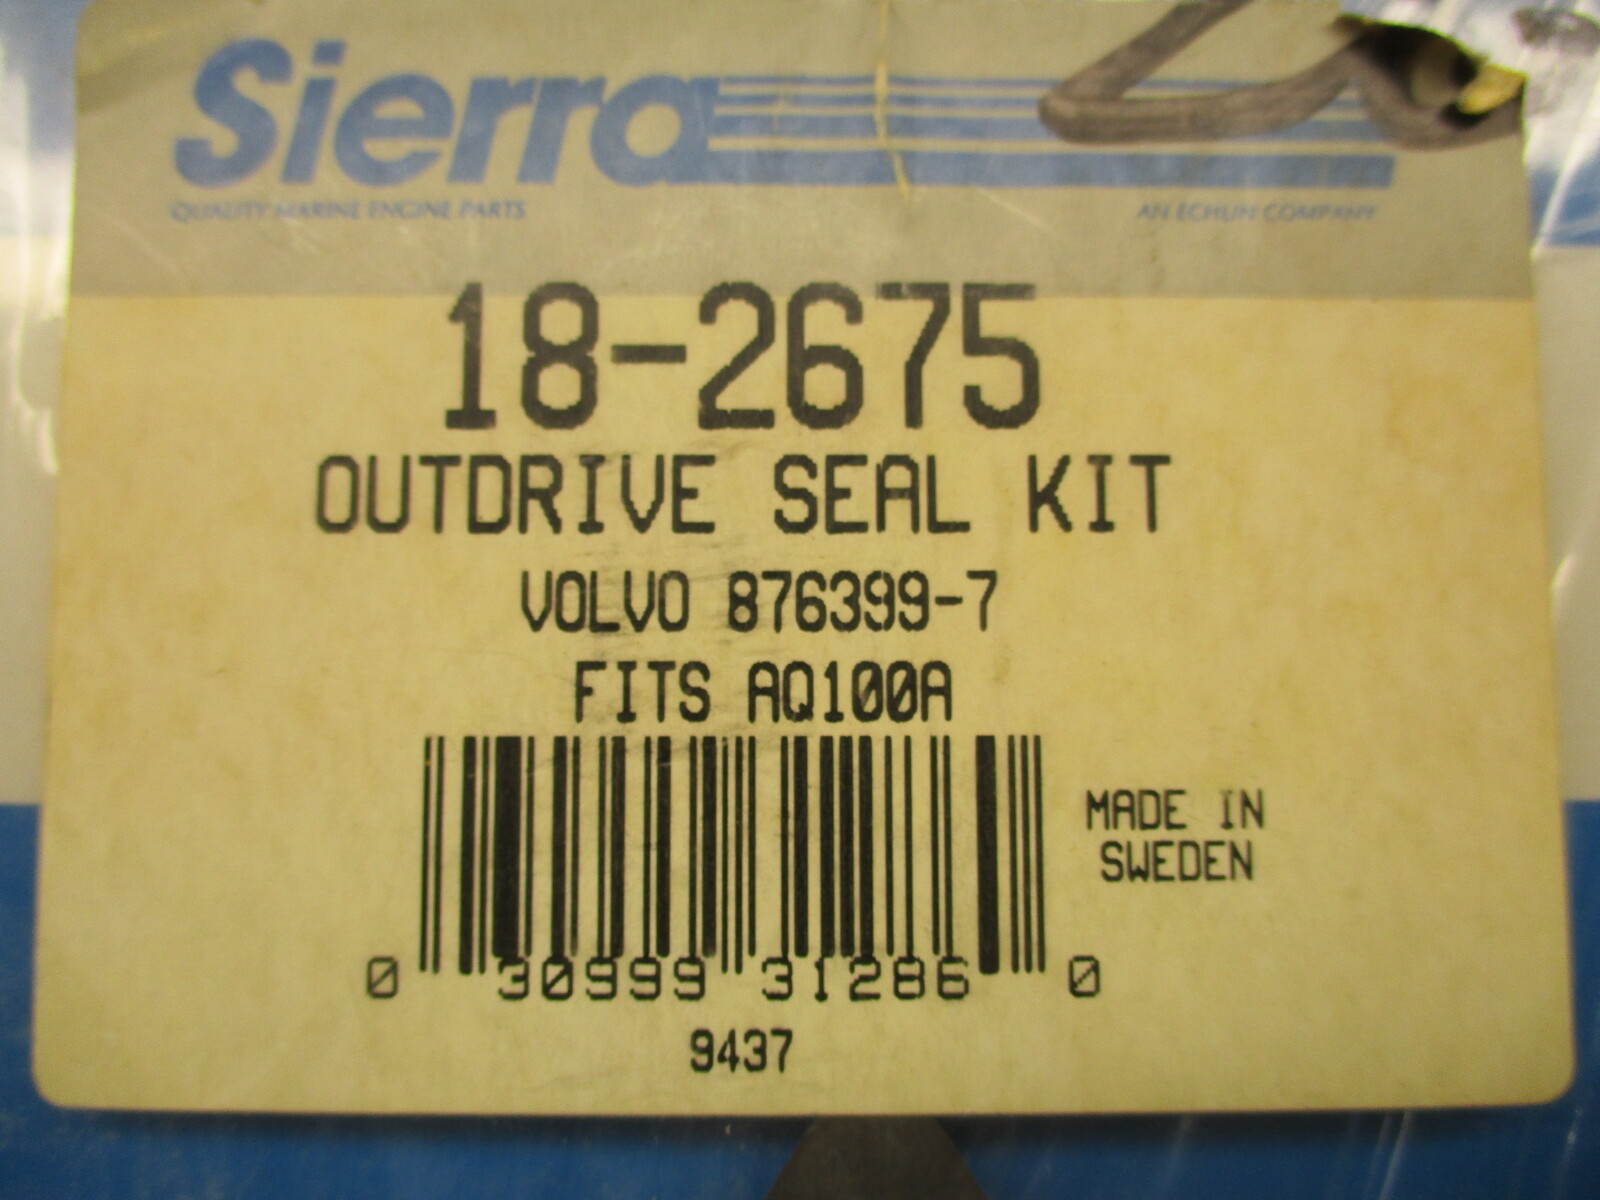 Sierra
QUALITY MARINE ENGINE PARTS
AN ECHLIN COMPANY
18-2675
OUTDRIVE SEAL KIT
VOLVO 876399-7
FITS AQ100A
MADE IN
SWEDEN
0 30999 31286 0
9437